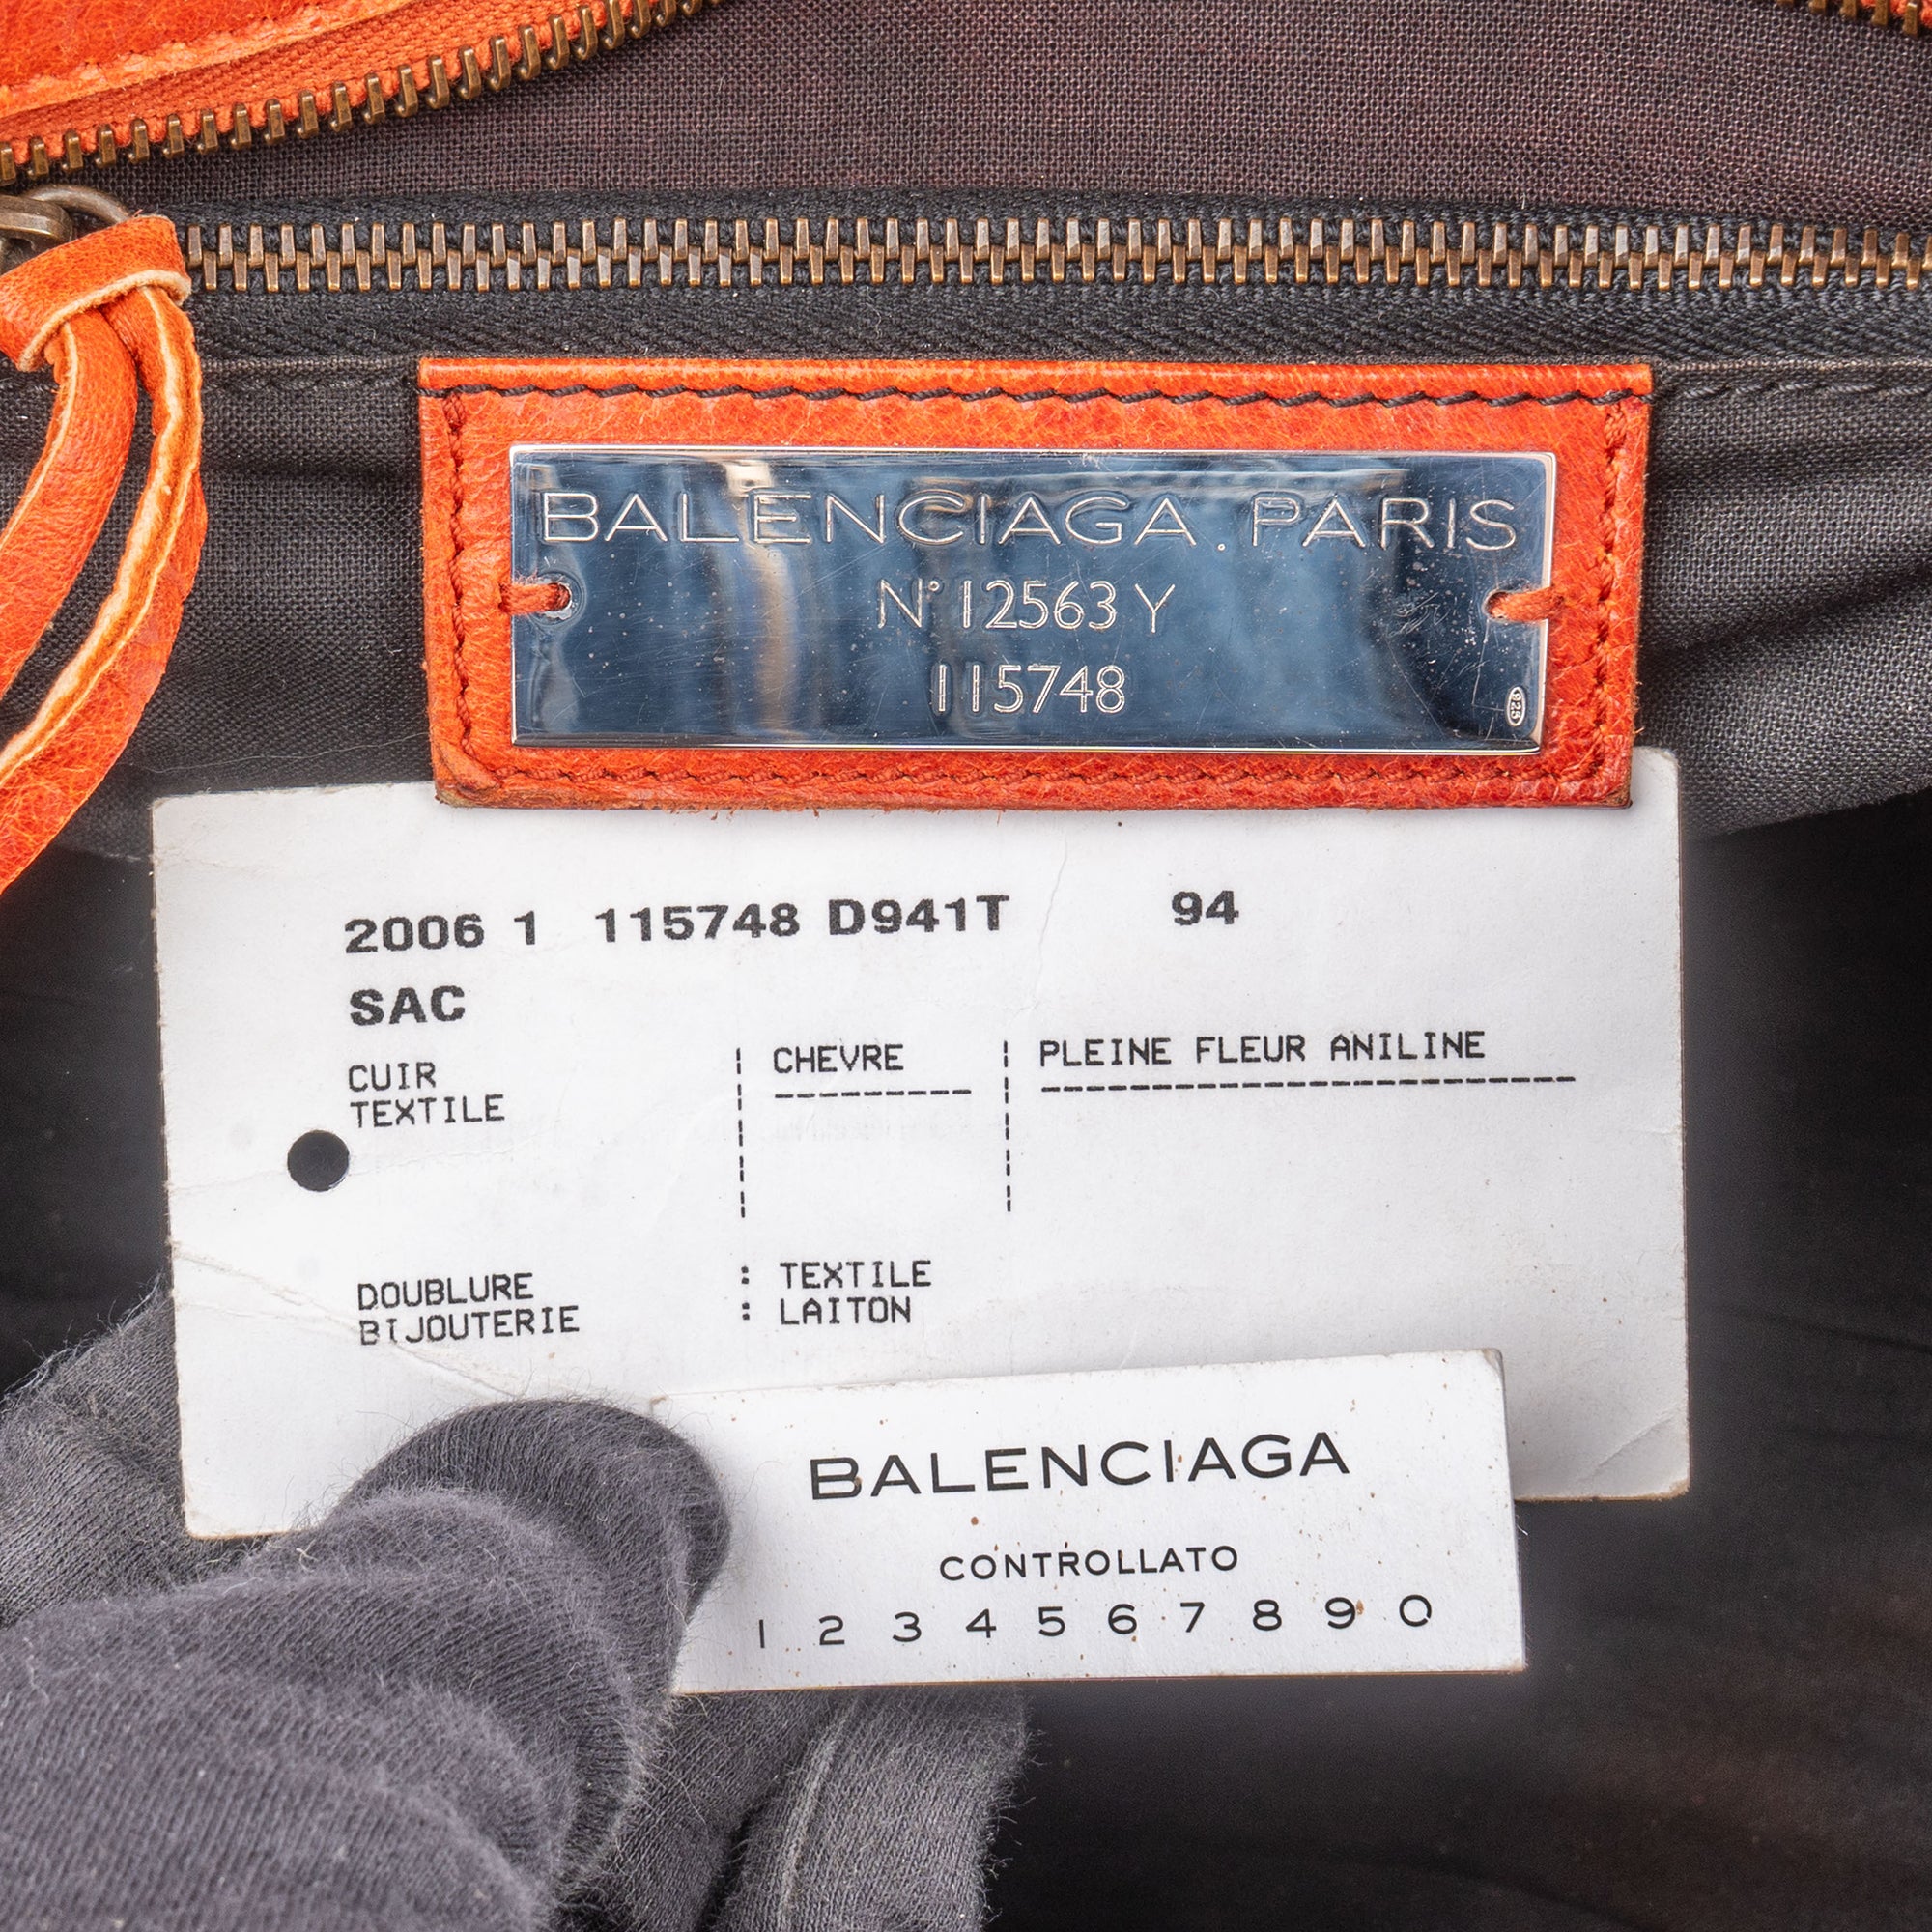 BALENCIAGA. PARIS
N° 12563 Y
115748
925
2006 1 115748 D941T 94
SAC
CUIR CHEVRE PLEINE FLEUR ANILINE
TEXTILE
DOUBLURE : TEXTILE
BIJOUTERIE : LAITON
BALENCIAGA
CONTROLLATO
1 2 3 4 5 6 7 8 9 0